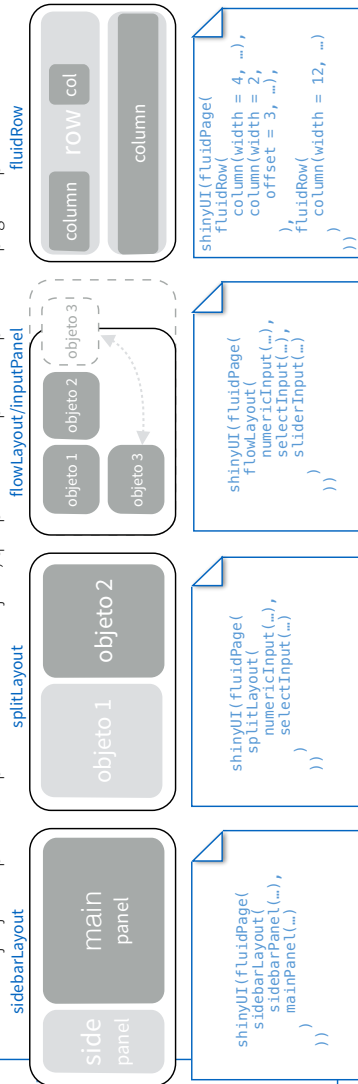 sidebarLayout
side
panel
main
panel
shinyUI(fluidPage(
sidebarLayout(
sidebarPanel(…),
mainPanel(…)
)
))
splitLayout
objeto 1
objeto 2
shinyUI(fluidPage(
splitLayout(
numericInput(…),
selectInput(…)
)
))
flowLayout/inputPanel
objeto 1
objeto 2
objeto 3
objeto 3
shinyUI(fluidPage(
flowLayout(
numericInput(…),
selectInput(…),
sliderInput(…)
)
))
fluidRow
column
row
col
column
shinyUI(fluidPage(
fluidRow(
column(width = 4, …),
column(width = 2,
offset = 3, …),
),
fluidRow(
column(width = 12, …)
)
))